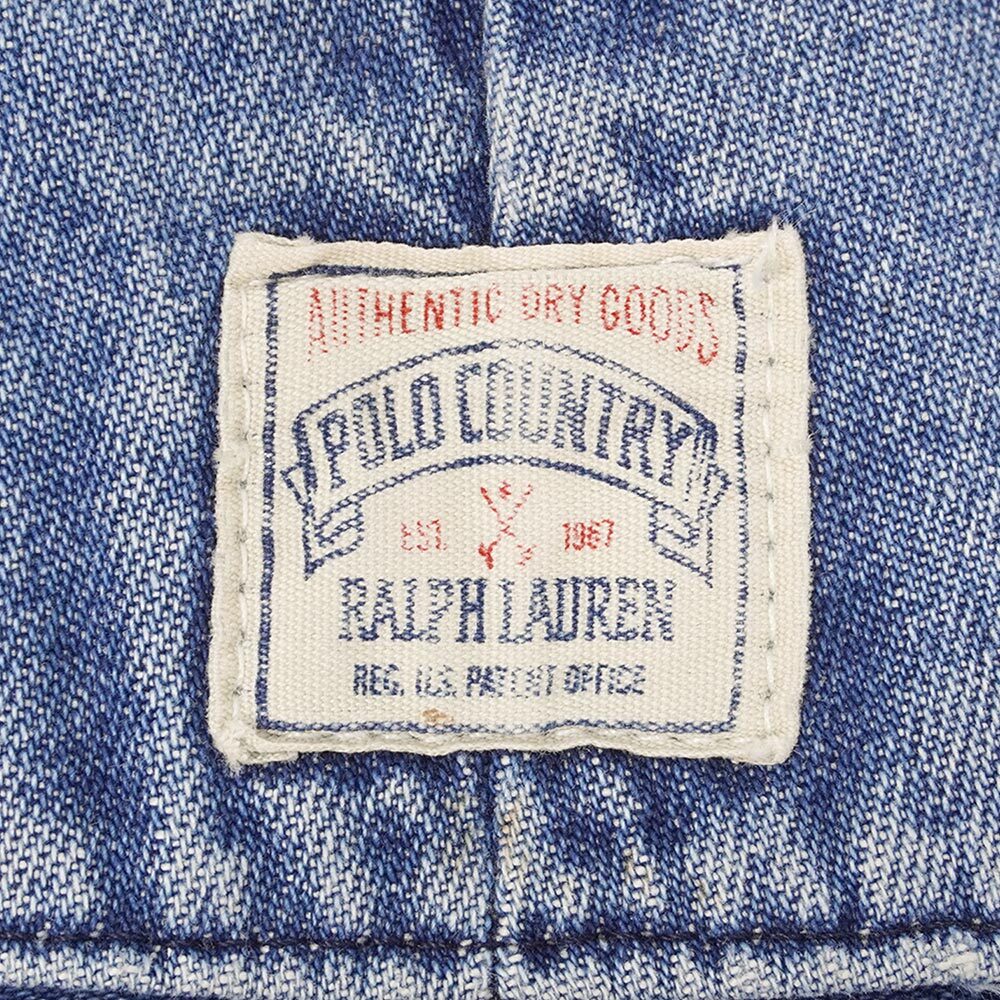 AUTHENTIC DRY GOODS
POLO COUNTRY
EST. 1967
RALPH LAUREN
REG. U.S. PATENT OFFICE